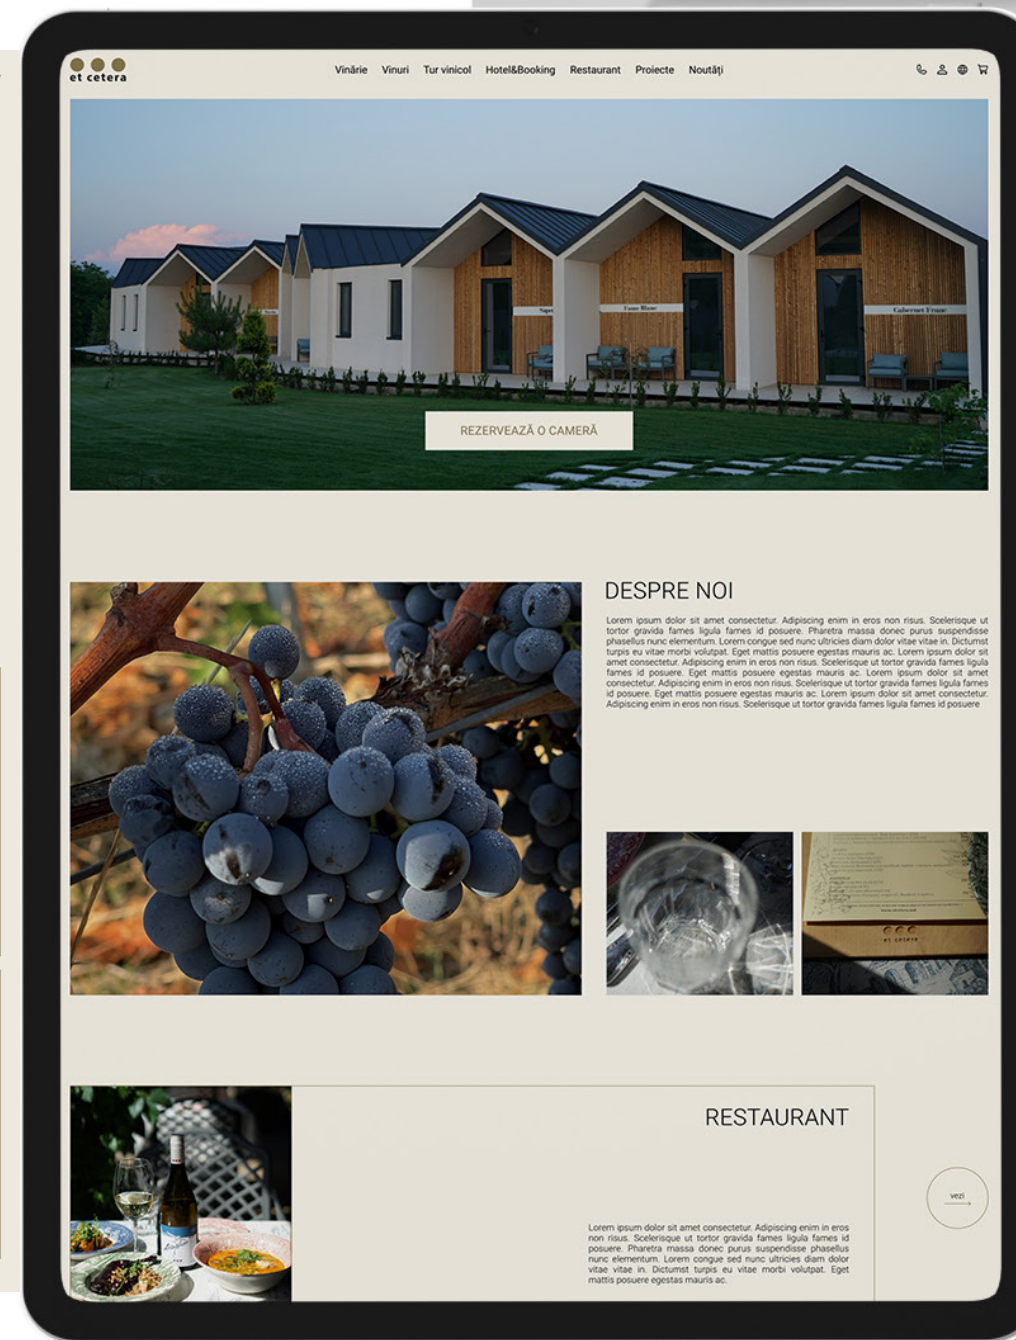 et cetera
Vinărie Vinuri Tur vinicol Hotel&Booking Restaurant Proiecte Noutăți
Cabernet Franc
REZERVEAZĂ O CAMERĂ
DESPRE NOI
Lorem ipsum dolor sit amet consectetur. Adipiscing enim in eros non risus. Scelerisque ut
tortor gravida fames ligula fames id posuere. Pharetra massa donec purus suspendisse
phasellus nunc elementum. Lorem congue sed nunc ultricies diam dolor vitae vitae in. Dictumst
turpis eu vitae morbi volutpat. Eget mattis posuere egestas mauris ac. Lorem ipsum dolor sit
amet consectetur. Adipiscing enim in eros non risus. Scelerisque ut tortor gravida fames ligula
fames id posuere. Eget mattis posuere egestas mauris ac. Lorem ipsum dolor sit amet
consectetur. Adipiscing enim in eros non risus. Scelerisque ut tortor gravida fames ligula fames
id posuere. Eget mattis posuere egestas mauris ac. Lorem ipsum dolor sit amet consectetur.
Adipiscing enim in eros non risus. Scelerisque ut tortor gravida fames ligula fames id posuere
et cetera
RESTAURANT
vezi
Lorem ipsum dolor sit amet consectetur. Adipiscing enim in eros
non risus. Scelerisque ut tortor gravida fames ligula fames id
posuere. Pharetra massa donec purus suspendisse phasellus
nunc elementum. Lorem congue sed nunc ultricies diam dolor
vitae vitae in. Dictumst turpis eu vitae morbi volutpat. Eget
mattis posuere egestas mauris ac.